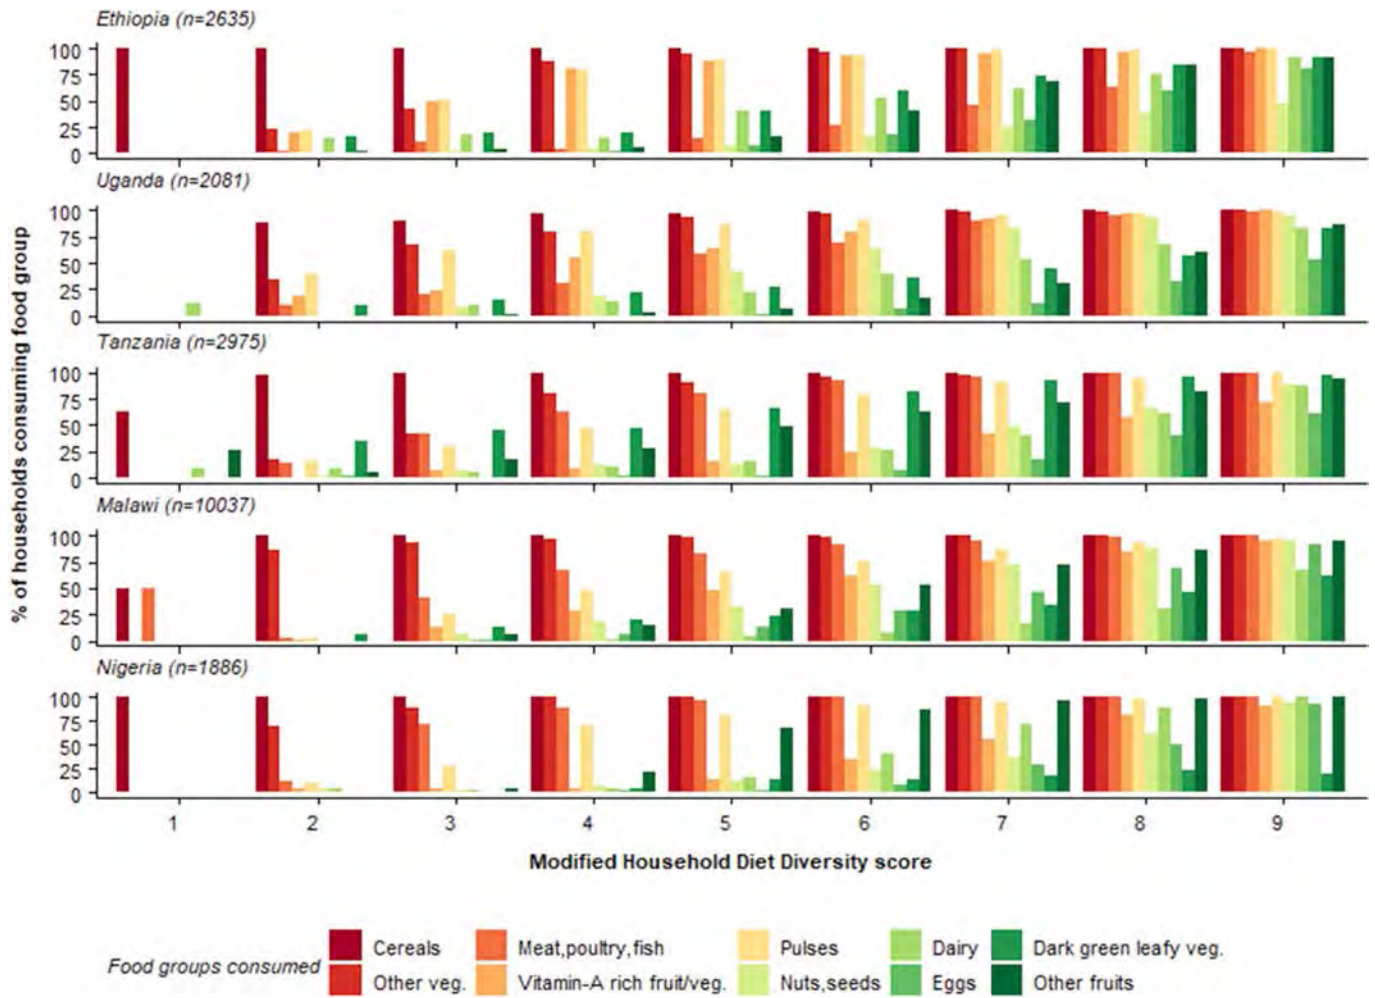 Ethiopia (n=2635)
100
75
50
25
0
Uganda (n=2081)
100
75
50
25
0
Tanzania (n=2975)
100
75
50
25
0
Malawi (n=10037)
100
75
50
25
0
Nigeria (n=1886)
100
75
50
25
0
% of households consuming food group
1 2 3 4 5 6 7 8 9
Modified Household Diet Diversity score
Food groups consumed
Cereals Meat,poultry,fish Pulses Dairy Dark green leafy veg.
Other veg. Vitamin-A rich fruit/veg. Nuts,seeds Eggs Other fruits